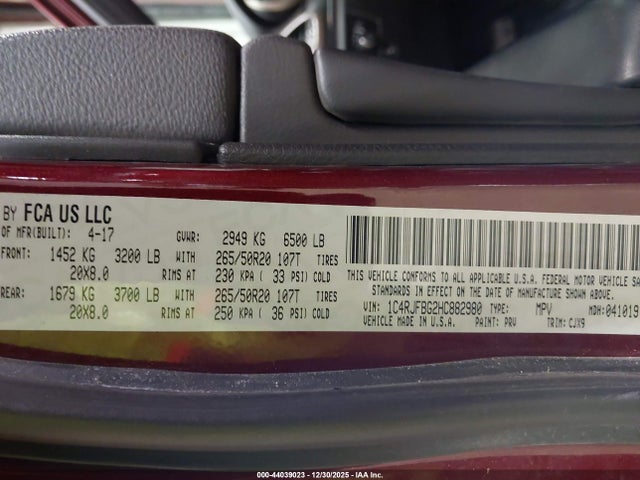 BY FCA US LLC
OF MFR(BUILT) 4-17 GVWR: 2949 KG 6500 LB
FRONT: 1452 KG 3200 LB WITH 265/50R20 107T TIRES
20X8.0 RIMS AT 230 KPA ( 33 PSI) COLD
REAR: 1679 KG 3700 LB WITH 265/50R20 107T TIRES
20X8.0 RIMS AT 250 KPA ( 36 PSI) COLD
THIS VEHICLE CONFORMS TO ALL APPLICABLE U.S.A. FEDERAL MOTOR VEHICLE SA
STANDARDS IN EFFECT ON THE DATE OF MANUFACTURE SHOWN ABOVE.
VIN: 1C4RJFBG2HC882980 TYPE: MPV MDH:041019
VEHICLE MADE IN U.S.A. PAINT: PRV TRIM: CJX9
000-44039023 - 12/30/2025 - IAA Inc.